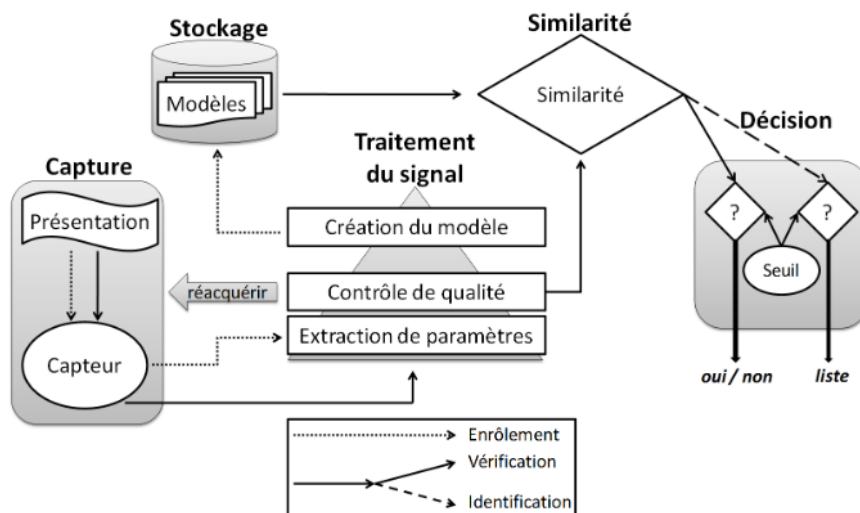 Stockage
Modèles
Similarité
Similarité
Décision
?
?
Seuil
oui / non
liste
Traitement
du signal
Création du modèle
Contrôle de qualité
Extraction de paramètres
réacquérir
Capture
Présentation
Capteur
Enrôlement
Vérification
Identification